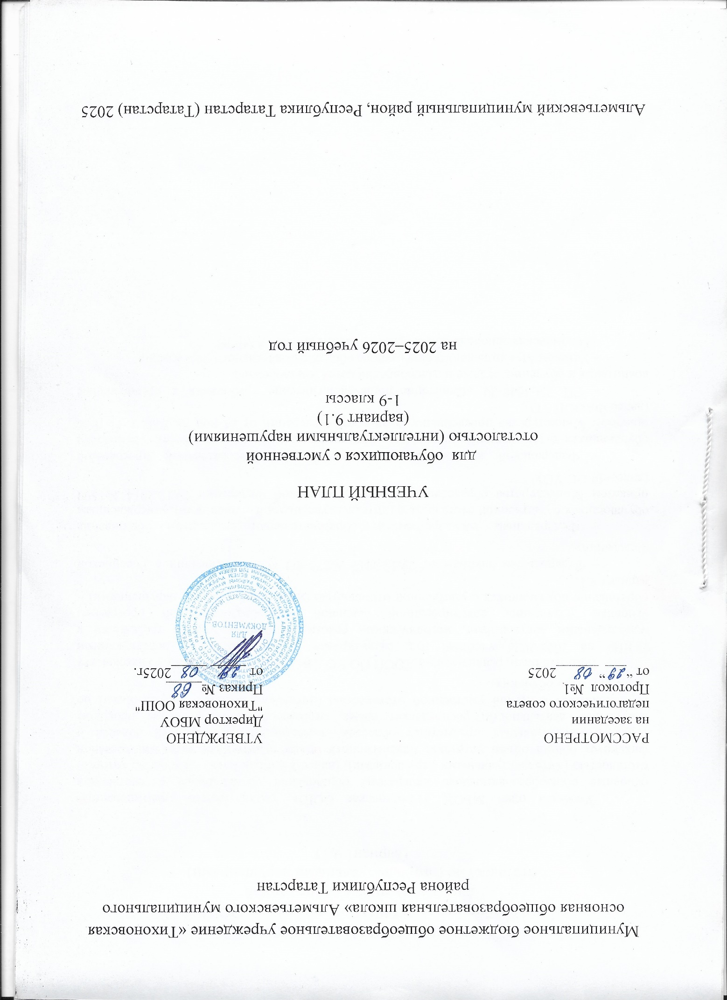 Муниципальное бюджетное общеобразовательное учреждение «Тихоновская
основная общеобразовательная школа» Альметьевского муниципального
района Республики Татарстан
РАССМОТРЕНО
на заседании
педагогического совета
Протокол №1
от "29" 08 2025
УТВЕРЖДЕНО
Директор МБОУ
"Тихоновская ООШ"
Приказ № 68
от 29 08 2025г.
ДЛЯ
ДОКУМЕНТОВ
УЧЕБНЫЙ ПЛАН
для обучающихся с умственной
отсталостью (интеллектуальными нарушениями)
(вариант 9.1)
1-9 классы
на 2025–2026 учебный год
Альметьевский муниципальный район, Республика Татарстан (Татарстан) 2025